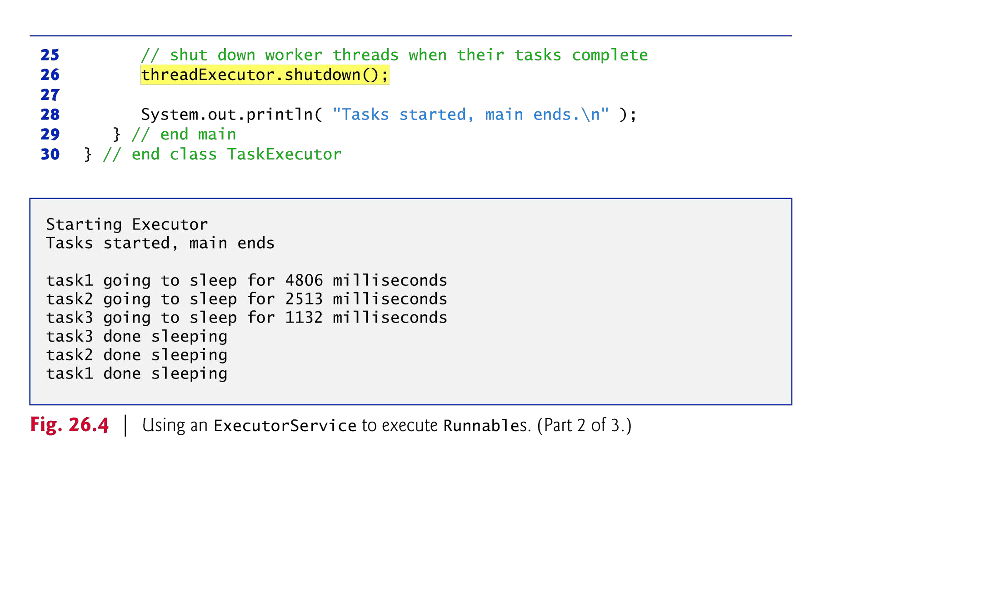 25 // shut down worker threads when their tasks complete
26 threadExecutor.shutdown();
27
28 System.out.println( "Tasks started, main ends.\n" );
29 } // end main
30 } // end class TaskExecutor
Starting Executor
Tasks started, main ends
task1 going to sleep for 4806 milliseconds
task2 going to sleep for 2513 milliseconds
task3 going to sleep for 1132 milliseconds
task3 done sleeping
task2 done sleeping
task1 done sleeping
Fig. 26.4 | Using an ExecutorService to execute Runnables. (Part 2 of 3.)